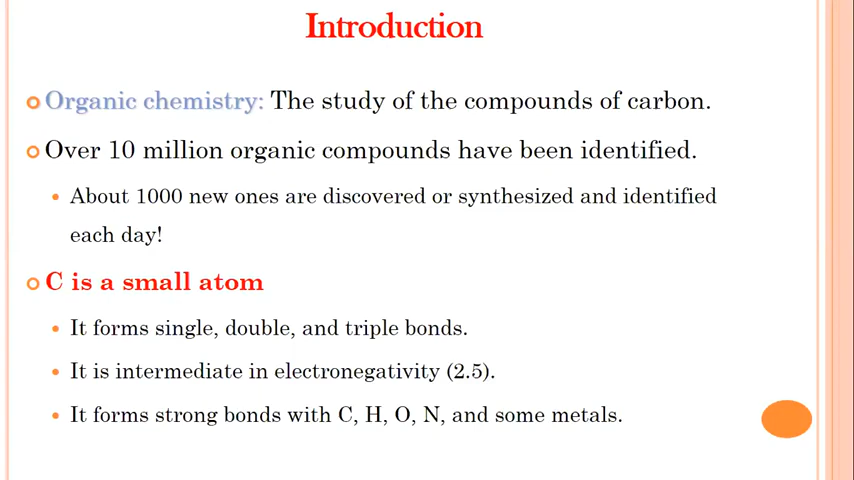 Introduction
Organic chemistry: The study of the compounds of carbon.
Over 10 million organic compounds have been identified.
About 1000 new ones are discovered or synthesized and identified
each day!
C is a small atom
It forms single, double, and triple bonds.
It is intermediate in electronegativity (2.5).
It forms strong bonds with C, H, O, N, and some metals.